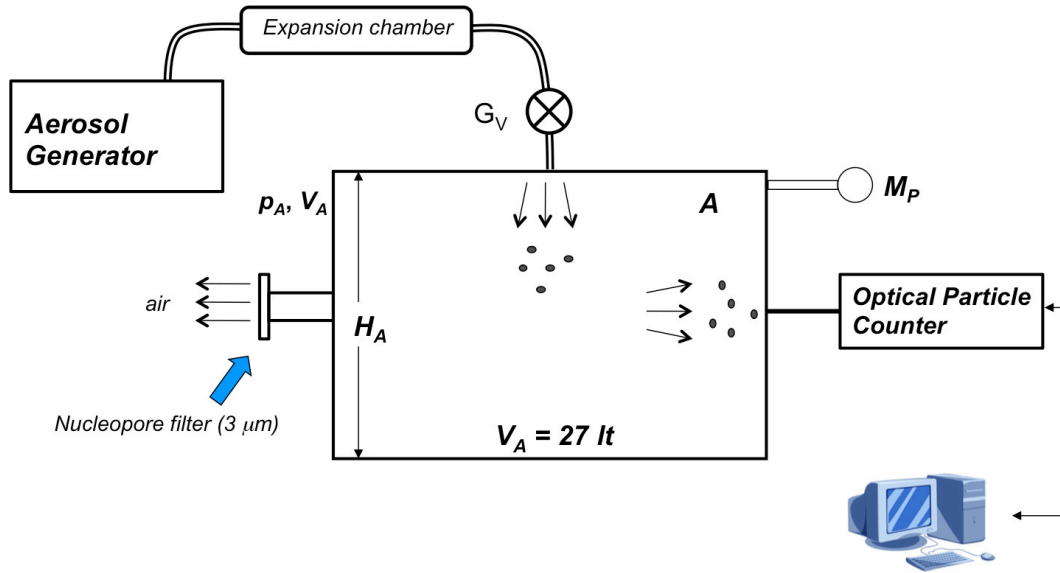 Expansion chamber
Aerosol
Generator
G_V
p_A, V_A
A
M_P
air
H_A
Optical Particle
Counter
Nucleopore filter (3 μm)
V_A = 27 lt